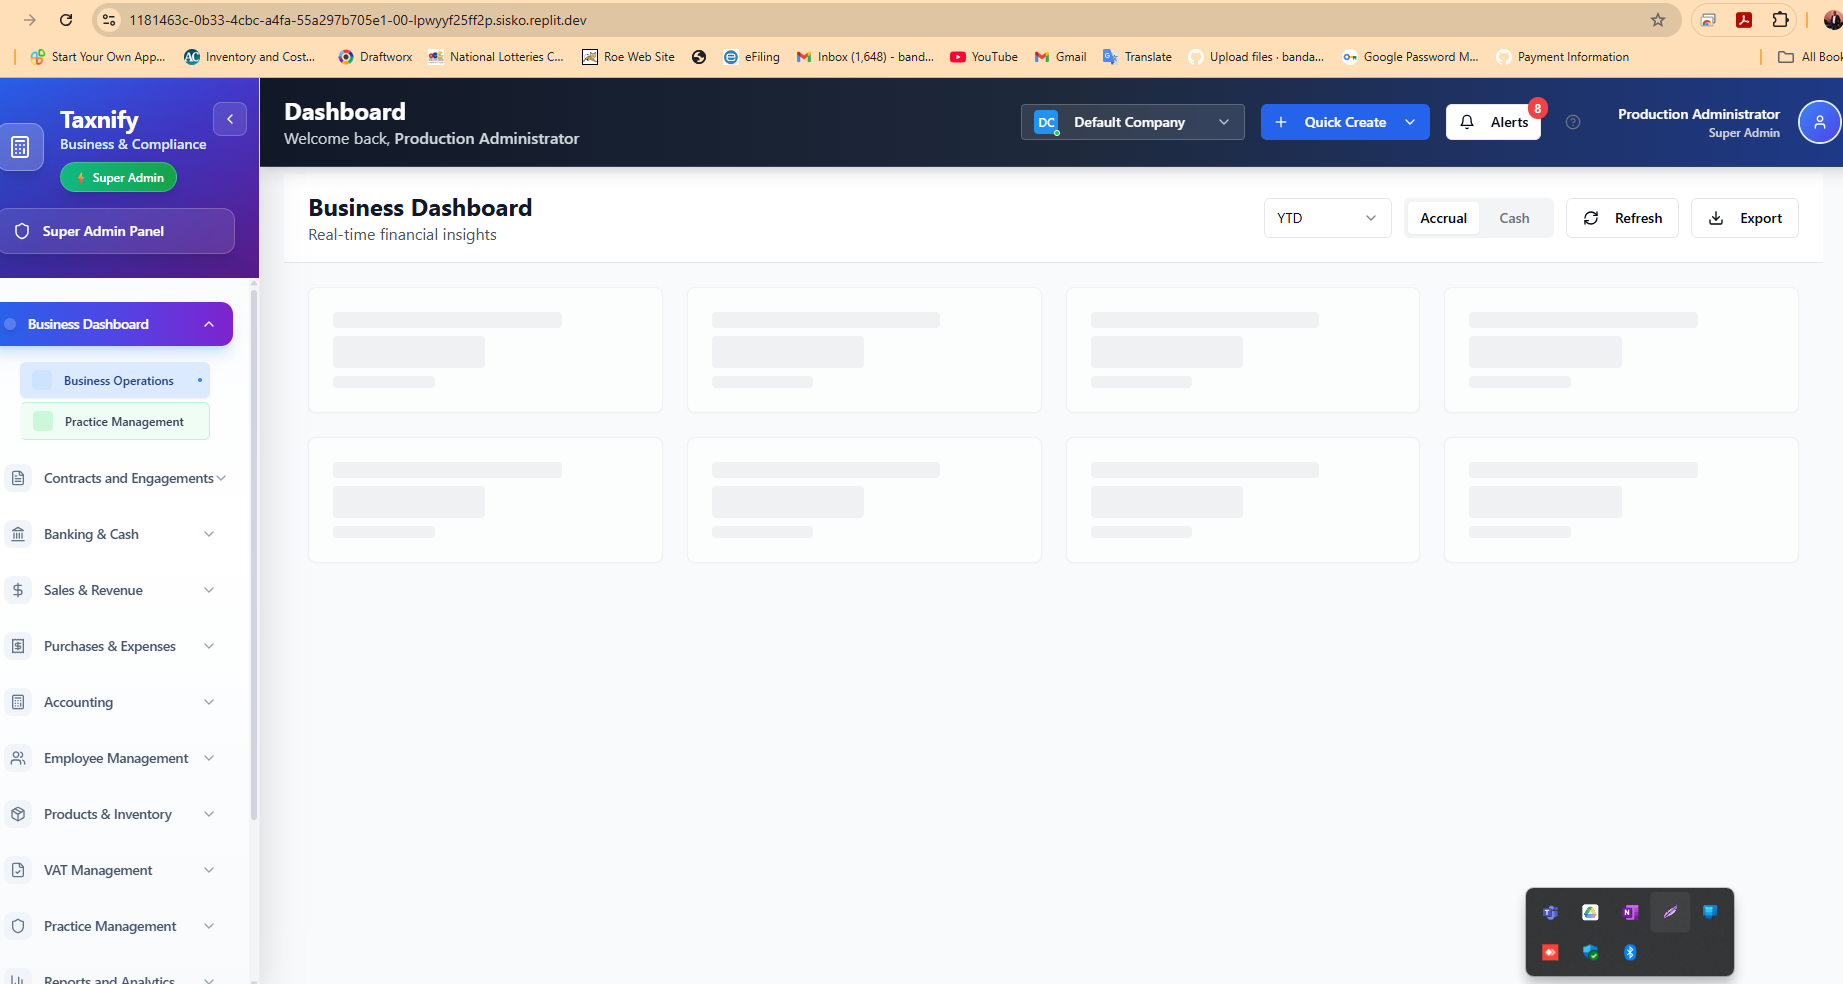 1181463c-0b33-4cbc-a4fa-55a297b705e1-00-lpwyyf25ff2p.sisko.replit.dev
Start Your Own App...
Inventory and Cost...
Draftworx
National Lotteries C...
Roe Web Site
eFiling
Inbox (1,648) - band...
YouTube
Gmail
Translate
Upload files · banda...
Google Password M...
Payment Information
All Book
Taxnify
Business & Compliance
Super Admin
Super Admin Panel
Dashboard
Welcome back, Production Administrator
DC
Default Company
Quick Create
Alerts
8
Production Administrator
Super Admin
Business Dashboard
Real-time financial insights
YTD
Accrual
Cash
Refresh
Export
Business Dashboard
Business Operations
Practice Management
Contracts and Engagements
Banking & Cash
Sales & Revenue
Purchases & Expenses
Accounting
Employee Management
Products & Inventory
VAT Management
Practice Management
Reports and Analytics